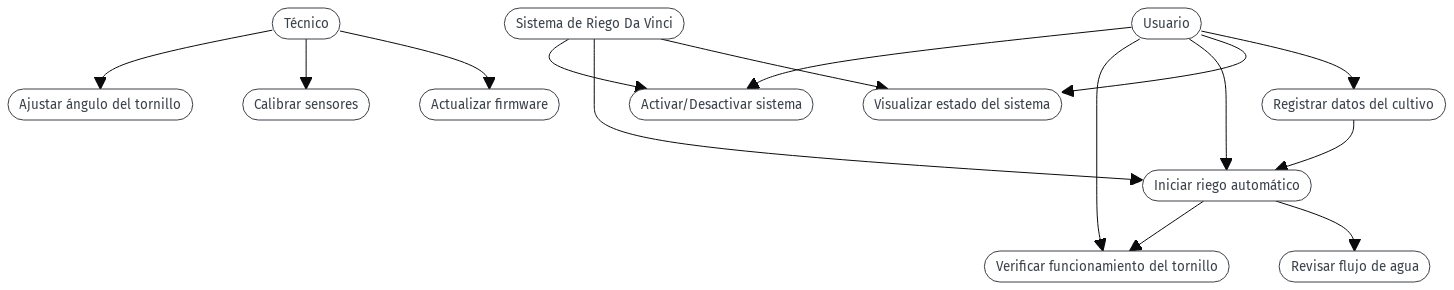 Técnico
Sistema de Riego Da Vinci
Usuario
Ajustar ángulo del tornillo
Calibrar sensores
Actualizar firmware
Activar/Desactivar sistema
Visualizar estado del sistema
Registrar datos del cultivo
Iniciar riego automático
Verificar funcionamiento del tornillo
Revisar flujo de agua